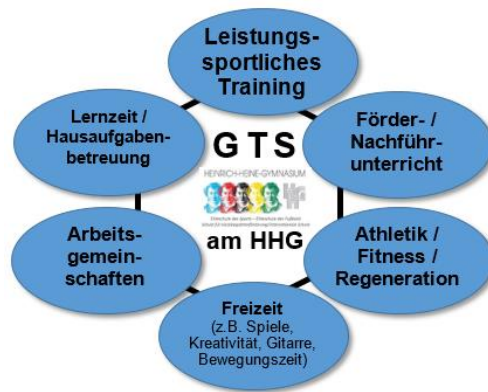 Leistungs-
sportliches
Training
Lernzeit /
Hausaufgaben-
betreuung
Förder- /
Nachführ-
unterricht
G T S
HEINRICH-HEINE-GYMNASIUM
am HHG
Arbeits-
gemein-
schaften
Athletik /
Fitness /
Regeneration
Freizeit
(z.B. Spiele,
Kreativität, Gitarre,
Bewegungszeit)